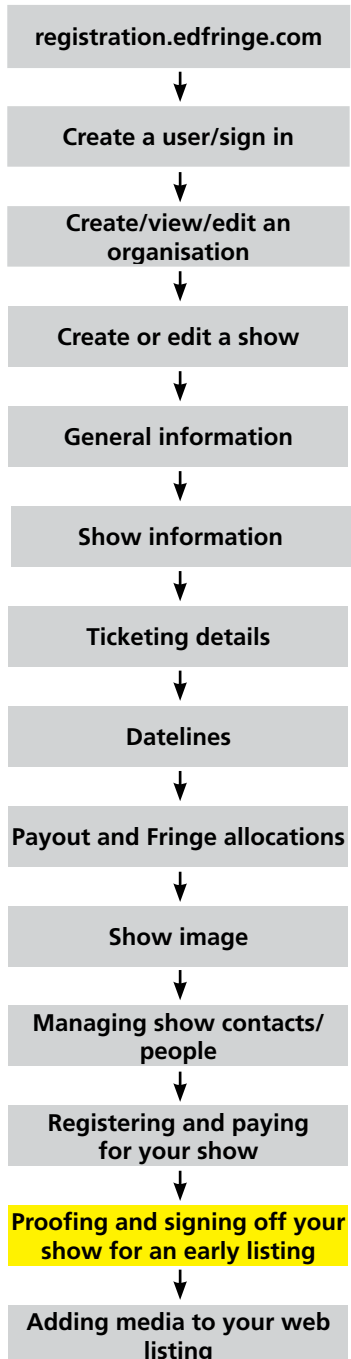 registration.edfringe.com
Create a user/sign in
Create/view/edit an
organisation
Create or edit a show
General information
Show information
Ticketing details
Datelines
Payout and Fringe allocations
Show image
Managing show contacts/
people
Registering and paying
for your show
Proofing and signing off your
show for an early listing
Adding media to your web
listing